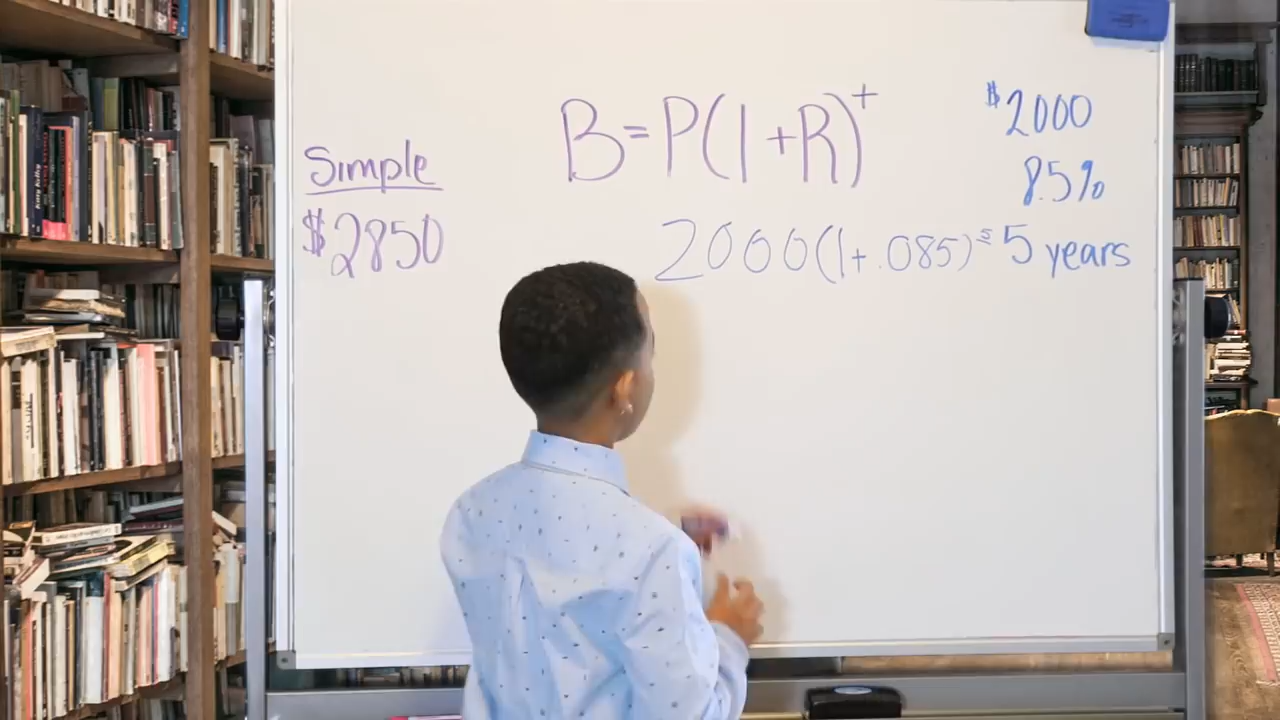 Simple
$2850
B=P(1+R)^t
2000(1+.085)^5
$2000
8.5%
5 years